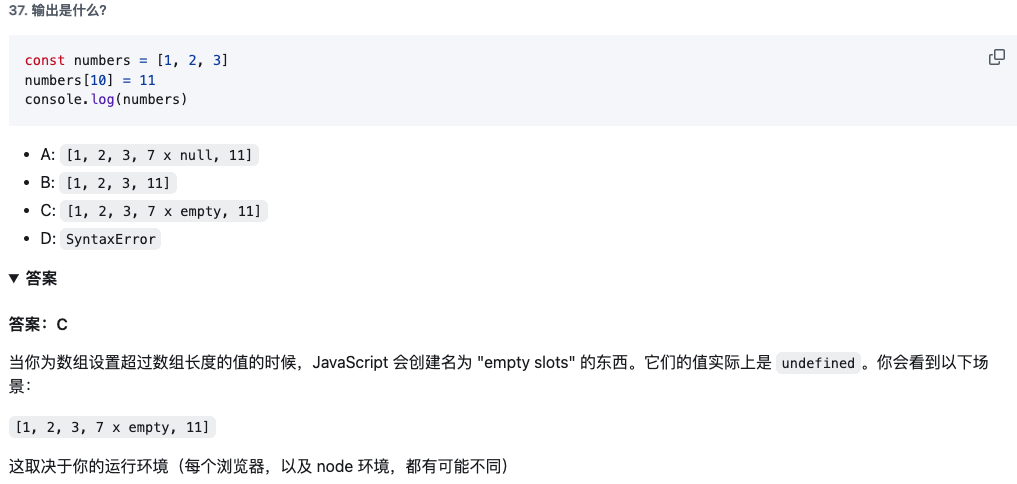 37. 输出是什么？
const numbers = [1, 2, 3]
numbers[10] = 11
console.log(numbers)
• A: [1, 2, 3, 7 x null, 11]
• B: [1, 2, 3, 11]
• C: [1, 2, 3, 7 x empty, 11]
• D: SyntaxError
▼ 答案
答案：C
当你为数组设置超过数组长度的值的时候，JavaScript 会创建名为 "empty slots" 的东西。它们的值实际上是 undefined 。你会看到以下场
景：
[1, 2, 3, 7 x empty, 11]
这取决于你的运行环境（每个浏览器，以及 node 环境，都有可能不同）